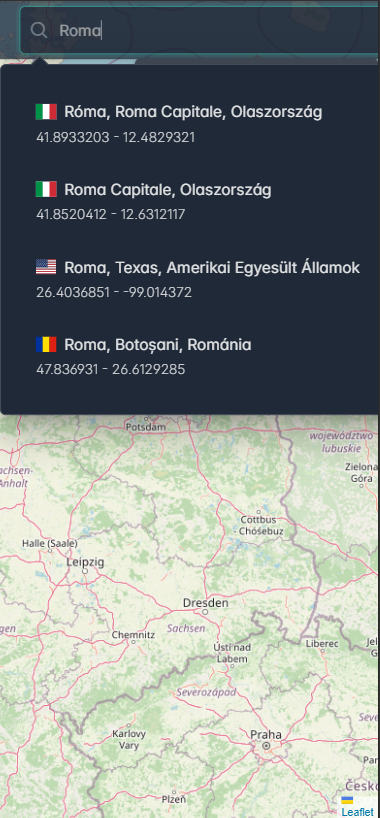 Roma
Róma, Roma Capitale, Olaszország
41.8933203 - 12.4829321
Roma Capitale, Olaszország
41.8520412 - 12.6312117
Roma, Texas, Amerikai Egyesült Államok
26.4036851 - -99.014372
Roma, Botoșani, Románia
47.836931 - 26.6129285
Potsdam
województwo
lubuskie
achsen-
Anhalt
Zielona
Góra
Cottbus
- Chóśebuz
Halle (Saale)
Leipzig
Dresden
Chemnitz
Sachsen
Ústí nad
Labem
Liberec
Severozápad
Karlovy
Vary
Praha
Plzeň
Česko
Leaflet